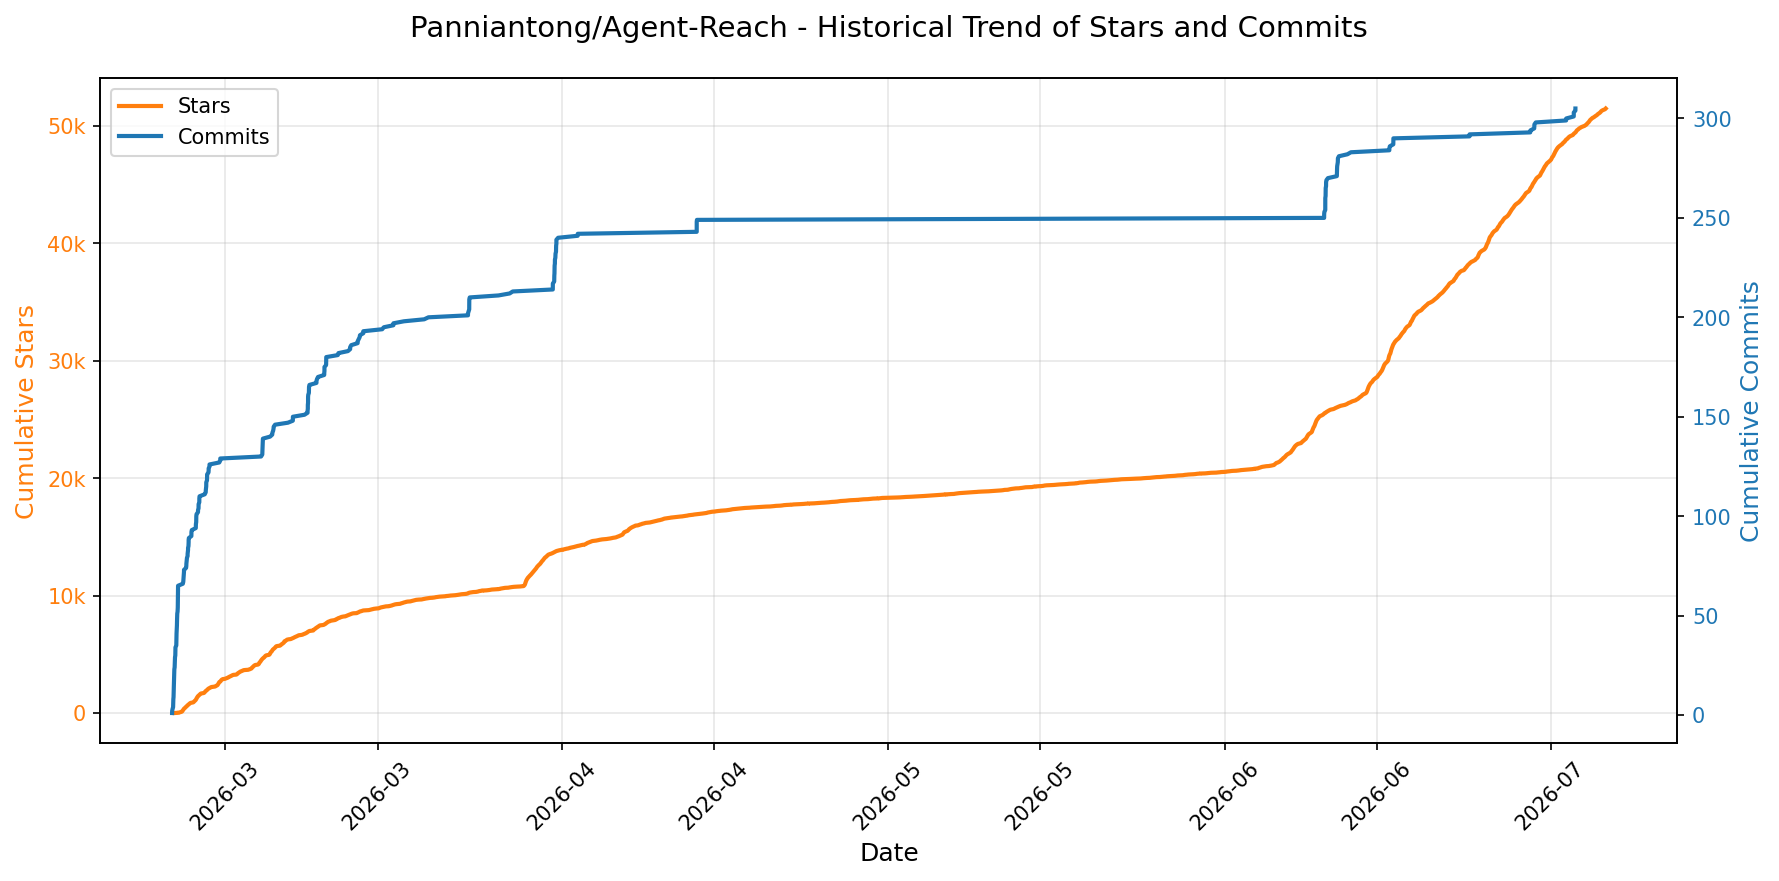 Panniantong/Agent-Reach - Historical Trend of Stars and Commits
Stars
Commits
Cumulative Stars
50k
40k
30k
20k
10k
0
300
250
200
150
100
50
0
Cumulative Commits
2026-03
2026-03
2026-04
2026-04
2026-05
2026-05
2026-06
2026-06
2026-07
Date